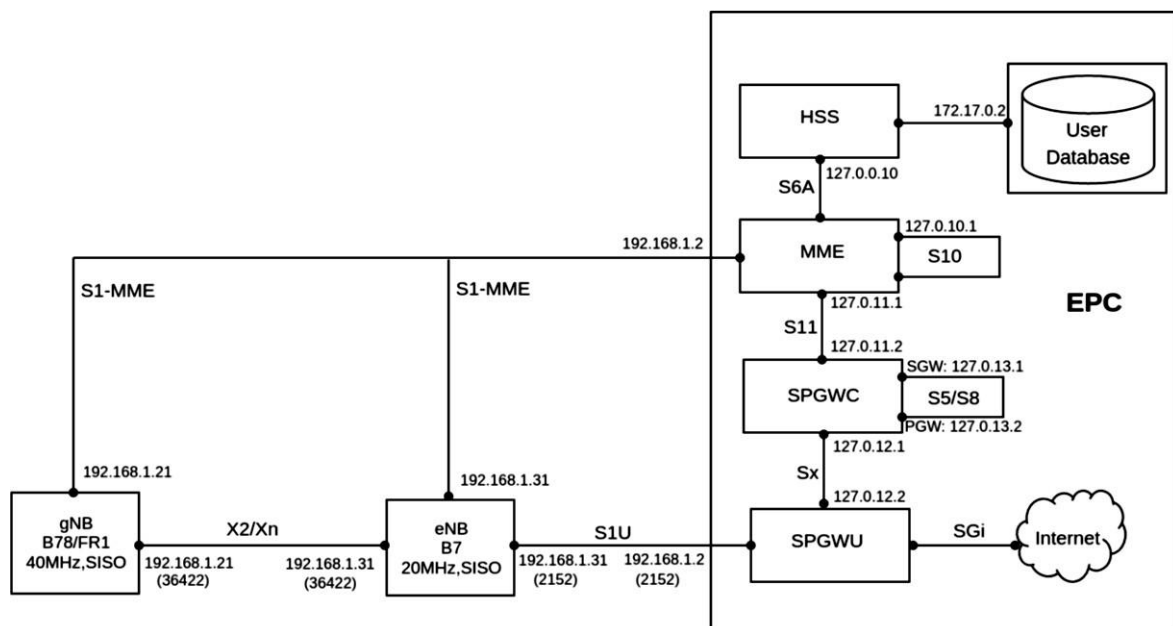 HSS
172.17.0.2
User
Database
127.0.0.10
S6A
192.168.1.2
MME
127.0.10.1
S10
S1-MME
S1-MME
127.0.11.1
EPC
S11
127.0.11.2
SPGWC
SGW: 127.0.13.1
S5/S8
PGW: 127.0.13.2
127.0.12.1
Sx
192.168.1.21
192.168.1.31
127.0.12.2
gNB
B78/FR1
40MHz,SISO
X2/Xn
192.168.1.21
(36422)
192.168.1.31
(36422)
eNB
B7
20MHz,SISO
S1U
192.168.1.31
(2152)
192.168.1.2
(2152)
SPGWU
SGi
Internet